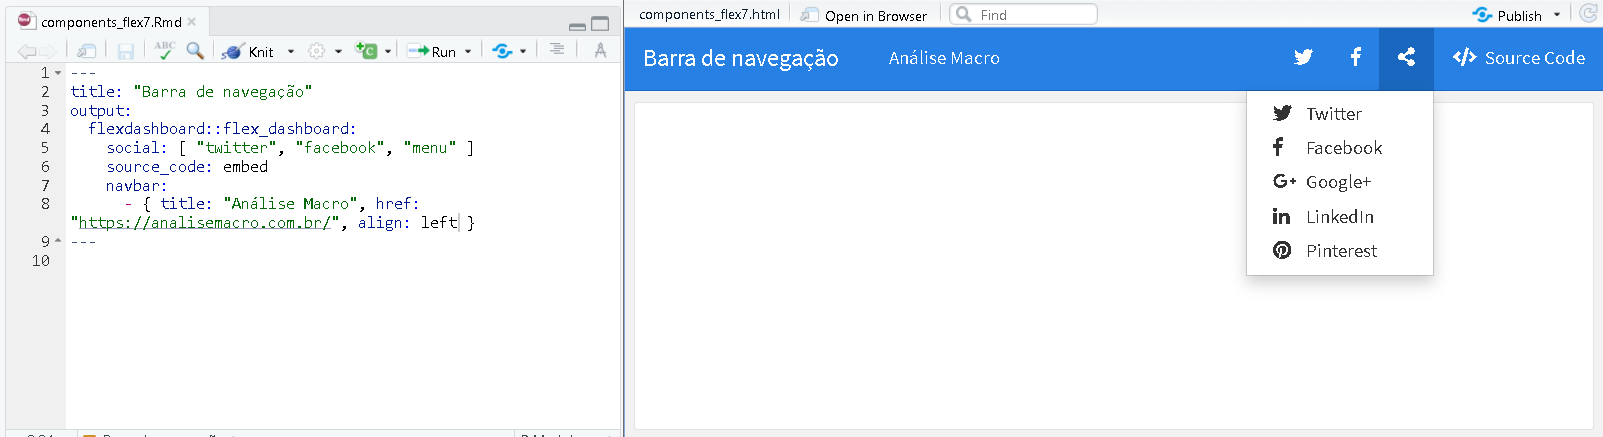 components_flex7.Rmd
ABC
Knit
Run
1 ---
2 title: "Barra de navegação"
3 output:
4 flexdashboard::flex_dashboard:
5 social: [ "twitter", "facebook", "menu" ]
6 source_code: embed
7 navbar:
8 - { title: "Análise Macro", href:
"https://analisemacro.com.br/", align: left }
9 ---
10
components_flex7.html
Open in Browser
Find
Publish
Barra de navegação
Análise Macro
Source Code
Twitter
Facebook
Google+
LinkedIn
Pinterest